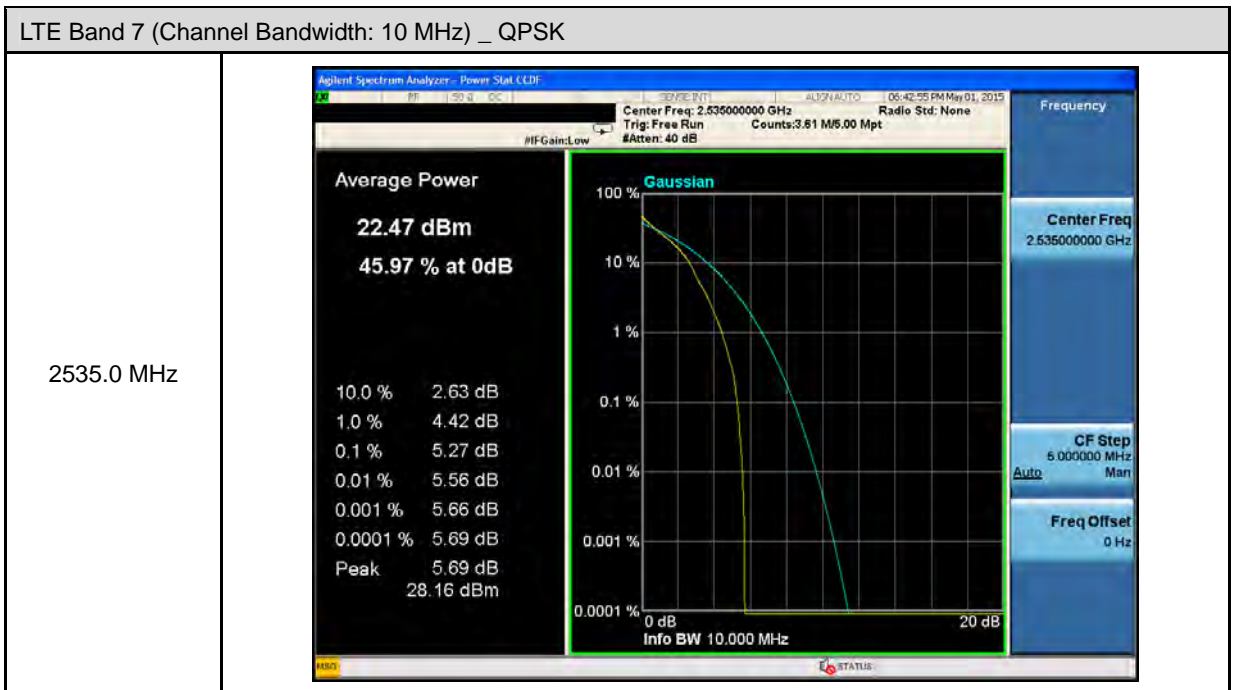 LTE Band 7 (Channel Bandwidth: 10 MHz) _ QPSK
2535.0 MHz
Agilent Spectrum Analyzer - Power Stat CCDF
RF 50 Ω DC SENSE:INT ALIGN AUTO 06:42:55 PM May 01, 2015
Center Freq: 2.535000000 GHz Radio Std: None
Trig: Free Run Counts:3.61 M/5.00 Mpt
#IFGain:Low #Atten: 40 dB
Average Power
22.47 dBm
45.97 % at 0dB
10.0 % 2.63 dB
1.0 % 4.42 dB
0.1 % 5.27 dB
0.01 % 5.56 dB
0.001 % 5.66 dB
0.0001 % 5.69 dB
Peak 5.69 dB
28.16 dBm
Gaussian
100 %
10 %
1 %
0.1 %
0.01 %
0.001 %
0.0001 %
0 dB 20 dB
Info BW 10.000 MHz
Frequency
Center Freq
2.535000000 GHz
CF Step
5.000000 MHz
Auto Man
Freq Offset
0 Hz
MSG STATUS